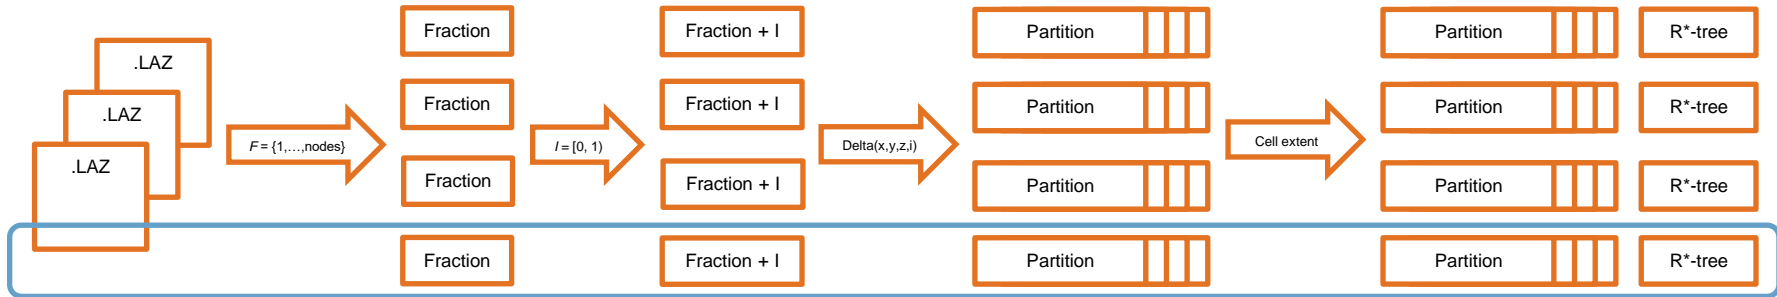 .LAZ
.LAZ
.LAZ
F = {1,…,nodes}
Fraction
Fraction
Fraction
Fraction
I = [0, 1)
Fraction + I
Fraction + I
Fraction + I
Fraction + I
Delta(x,y,z,i)
Partition
Partition
Partition
Partition
Cell extent
Partition
R*-tree
Partition
R*-tree
Partition
R*-tree
Partition
R*-tree